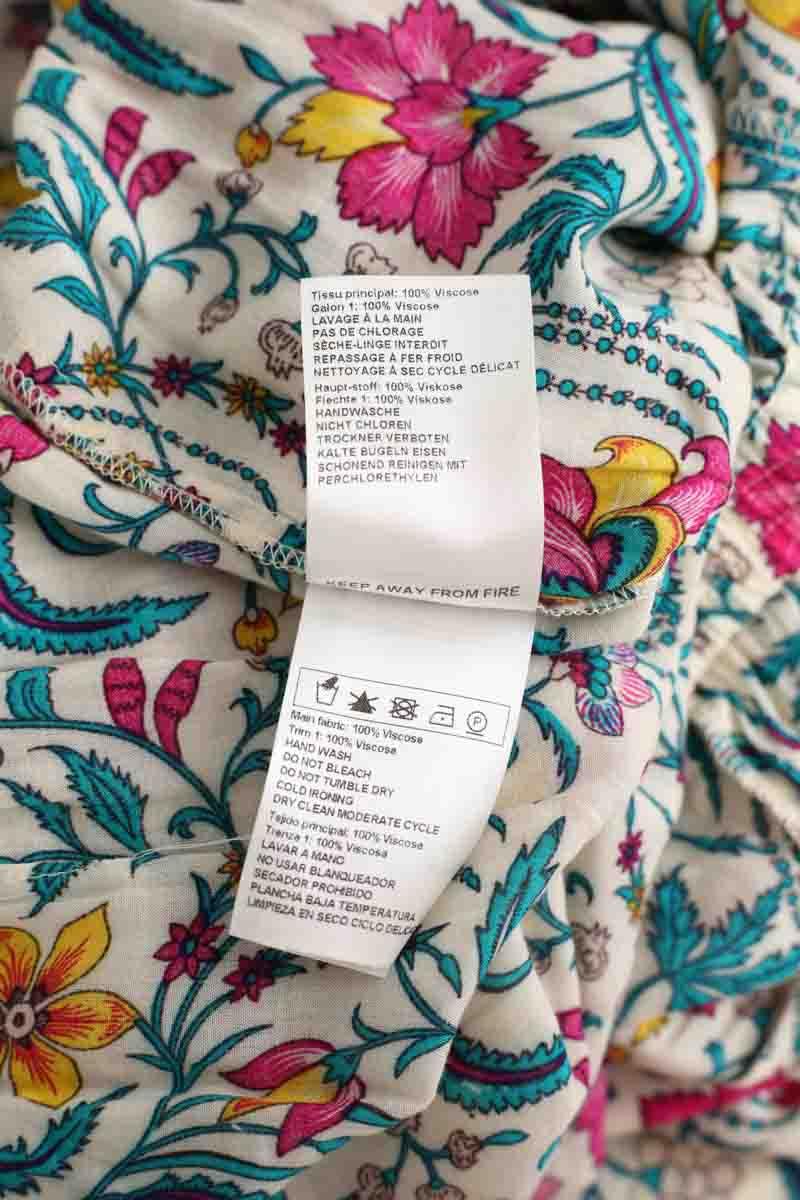 Tissu principal: 100% Viscose
Galon 1: 100% Viscose
LAVAGE À LA MAIN
PAS DE CHLORAGE
SÈCHE-LINGE INTERDIT
REPASSAGE À FER FROID
NETTOYAGE À SEC CYCLE DÉLICAT
Haupt-stoff: 100% Viskose
Flechte 1: 100% Viskose
HANDWÄSCHE
NICHT CHLOREN
TROCKNER VERBOTEN
KALTE BÜGELN EISEN
SCHONEND REINIGEN MIT
PERCHLORETHYLEN
KEEP AWAY FROM FIRE
P
Main fabric: 100% Viscose
Trim 1: 100% Viscose
HAND WASH
DO NOT BLEACH
DO NOT TUMBLE DRY
COLD IRONING
DRY CLEAN MODERATE CYCLE
Tejido principal: 100% Viscosa
Trenza 1: 100% Viscosa
LAVAR A MANO
NO USAR BLANQUEADOR
SECADOR PROHIBIDO
PLANCHA BAJA TEMPERATURA
LIMPIEZA EN SECO CICLO